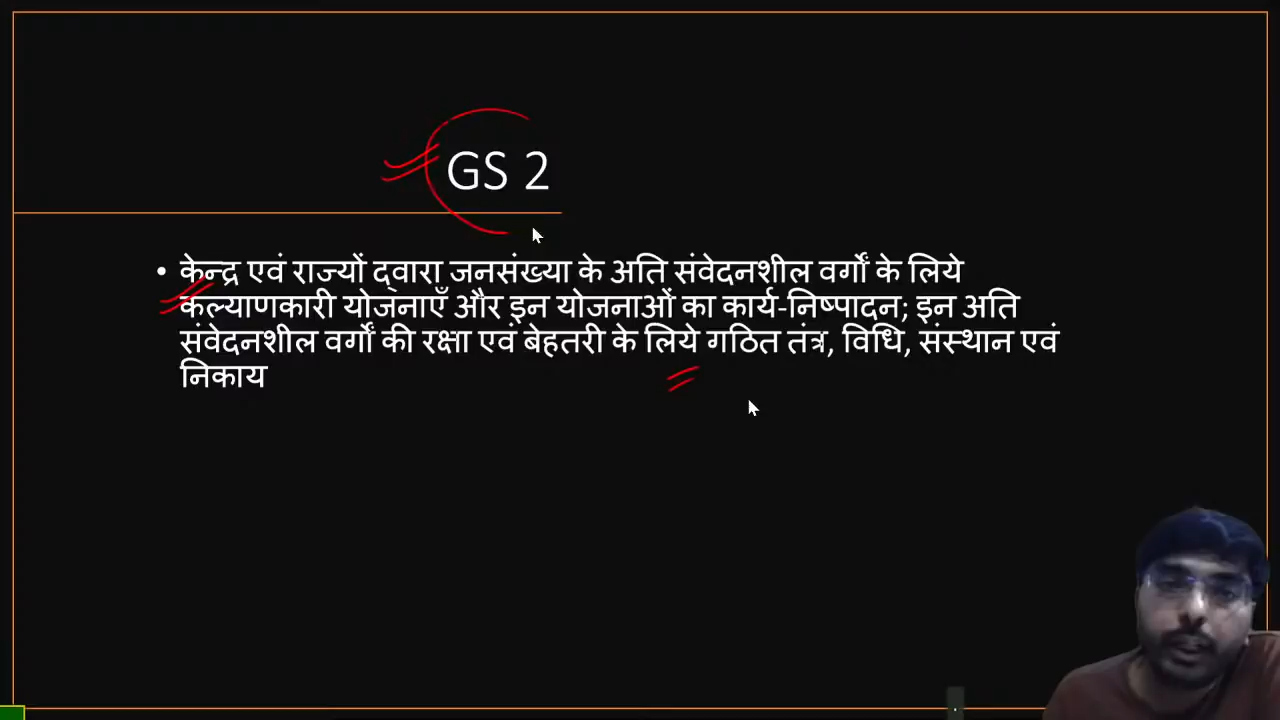 GS 2
• केन्द्र एवं राज्यों द्वारा जनसंख्या के अति संवेदनशील वर्गों के लिये
कल्याणकारी योजनाएँ और इन योजनाओं का कार्य-निष्पादन; इन अति
संवेदनशील वर्गों की रक्षा एवं बेहतरी के लिये गठित तंत्र, विधि, संस्थान एवं
निकाय